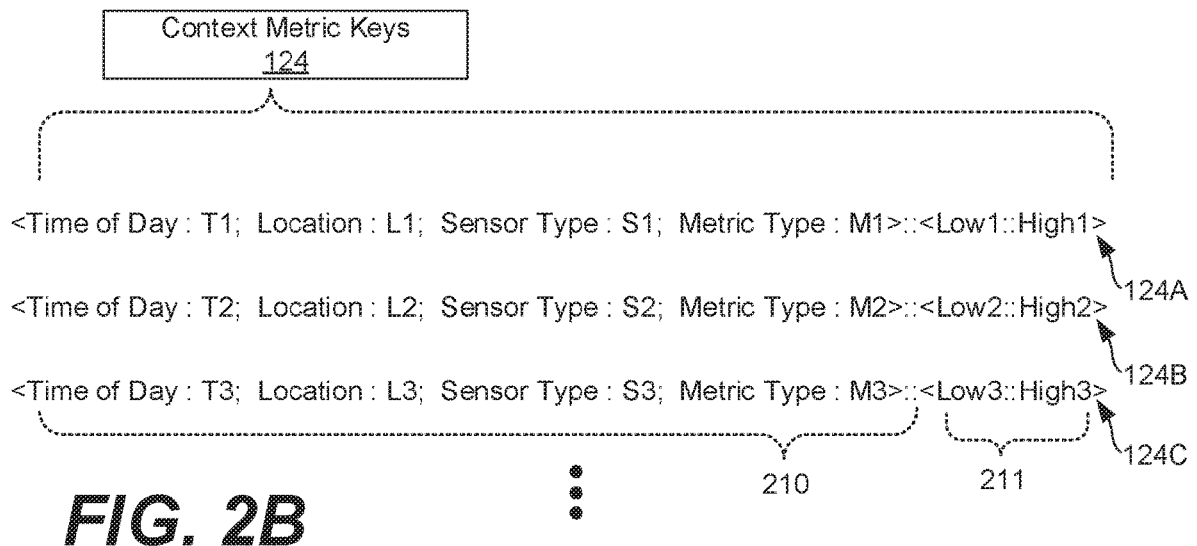 Context Metric Keys
124
<Time of Day : T1; Location : L1; Sensor Type : S1; Metric Type : M1>::<Low1::High1>
124A
<Time of Day : T2; Location : L2; Sensor Type : S2; Metric Type : M2>::<Low2::High2>
124B
<Time of Day : T3; Location : L3; Sensor Type : S3; Metric Type : M3>::<Low3::High3>
124C
210 211
FIG. 2B